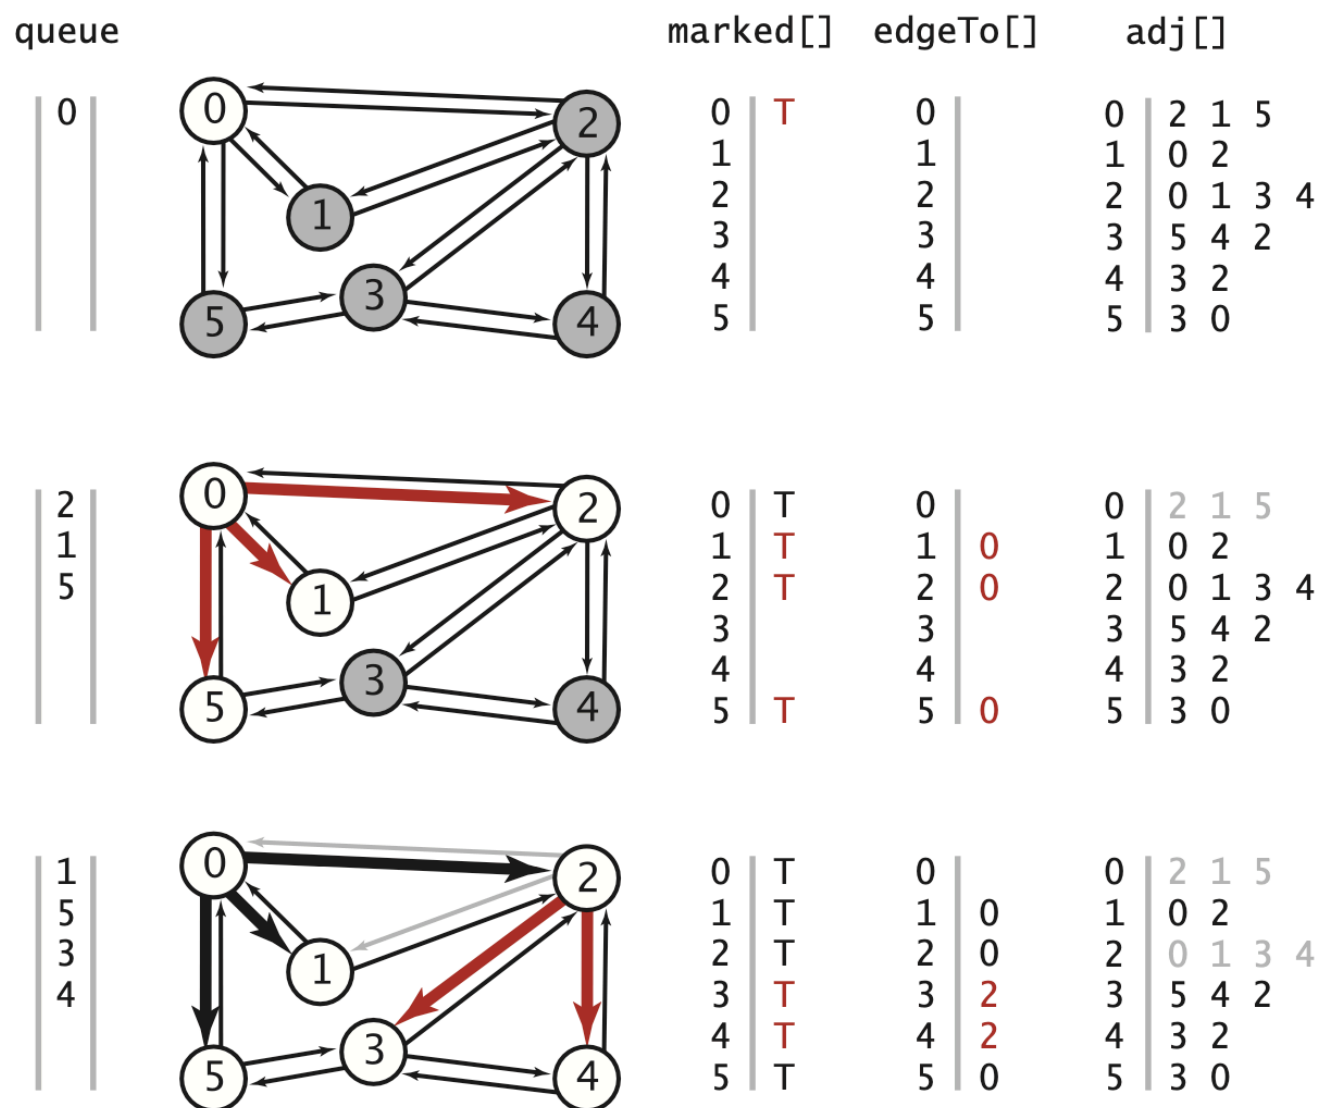 queue marked[] edgeTo[] adj[]
0 0 2 0 T 0 0 2 1 5
1 1 1 1 0 2
2 2 2 0 1 3 4
3 3 3 3 5 4 2
4 4 4 3 2
5 4 5 5 5 3 0
2 0 2 0 T 0 0 2 1 5
1 1 T 1 0 1 0 2
5 1 2 T 2 0 2 0 1 3 4
3 3 3 3 5 4 2
4 4 4 3 2
5 4 5 T 5 0 5 3 0
1 0 2 0 T 0 0 2 1 5
5 1 T 1 0 1 0 2
3 1 2 T 2 0 2 0 1 3 4
4 3 T 3 2 3 5 4 2
3 4 T 4 2 4 3 2
5 4 5 T 5 0 5 3 0